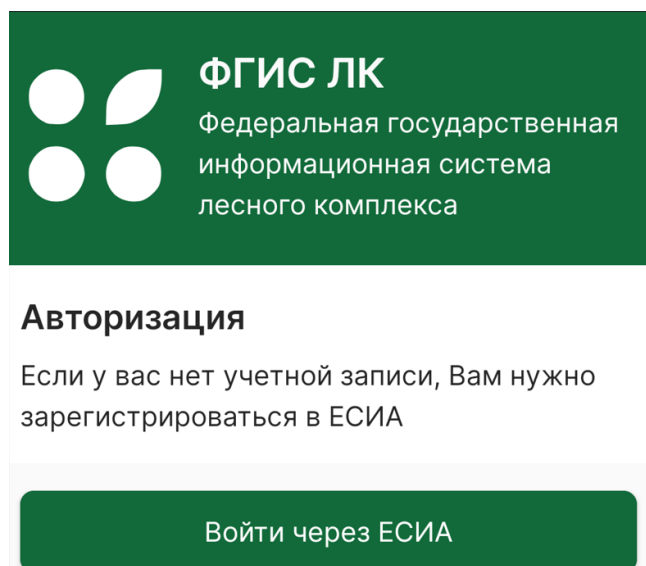 ФГИС ЛК
Федеральная государственная
информационная система
лесного комплекса
Авторизация
Если у вас нет учетной записи, Вам нужно
зарегистрироваться в ЕСИА
Войти через ЕСИА